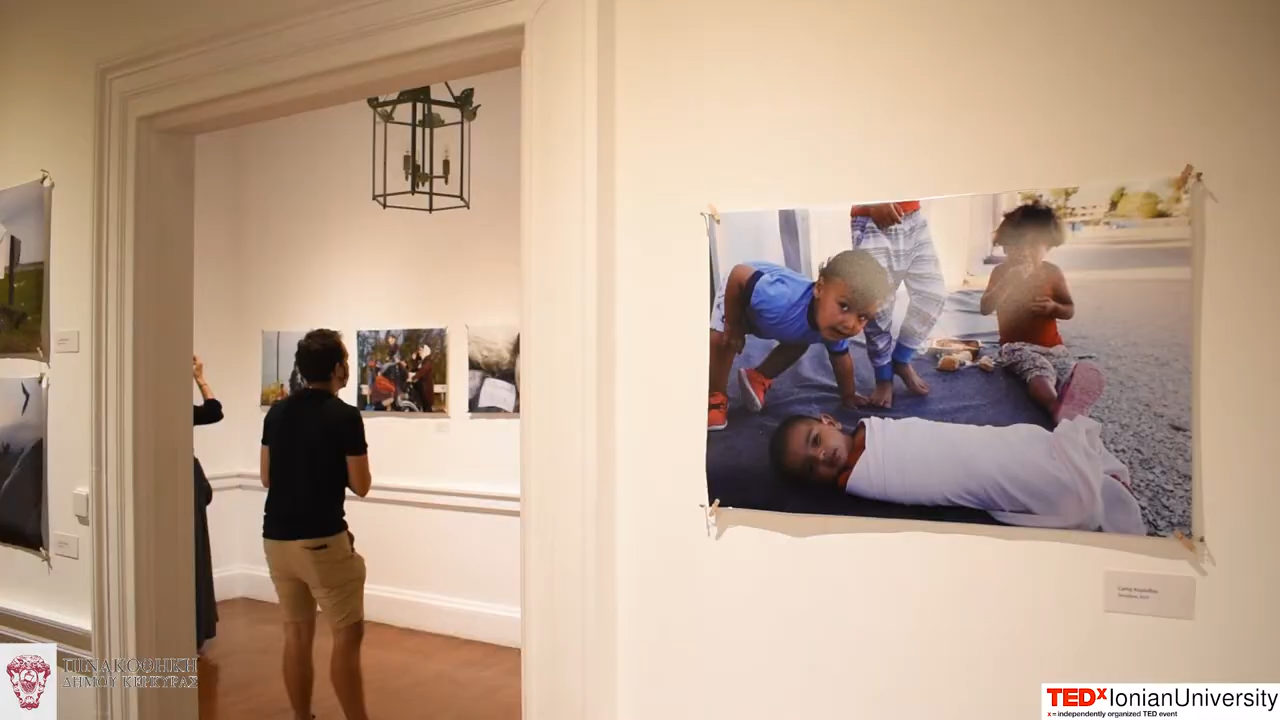 ΠΙΝΑΚΟΘΗΚΗ
ΔΗΜΟΥ ΚΕΡΚΥΡΑΣ
TEDxIonianUniversity
x = independently organized TED event